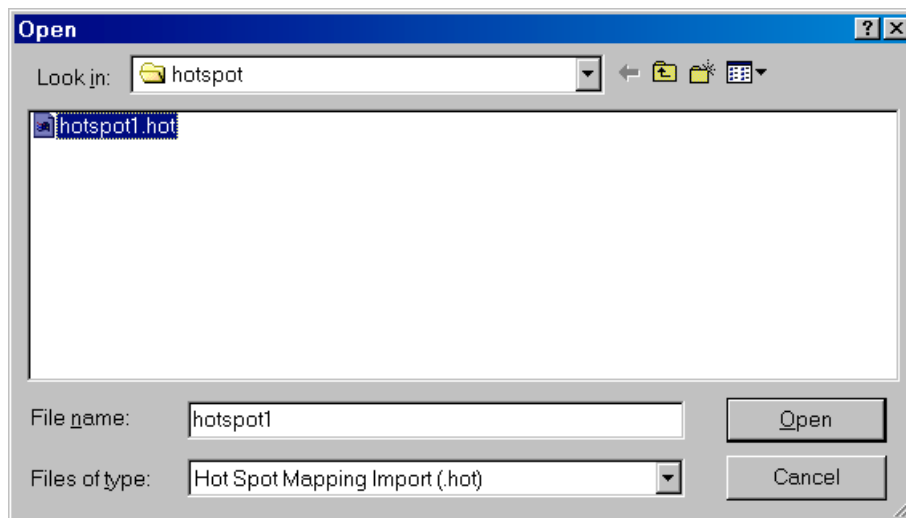 Open
Look in: hotspot
hotspot1.hot
File name: hotspot1 Open
Files of type: Hot Spot Mapping Import (.hot) Cancel